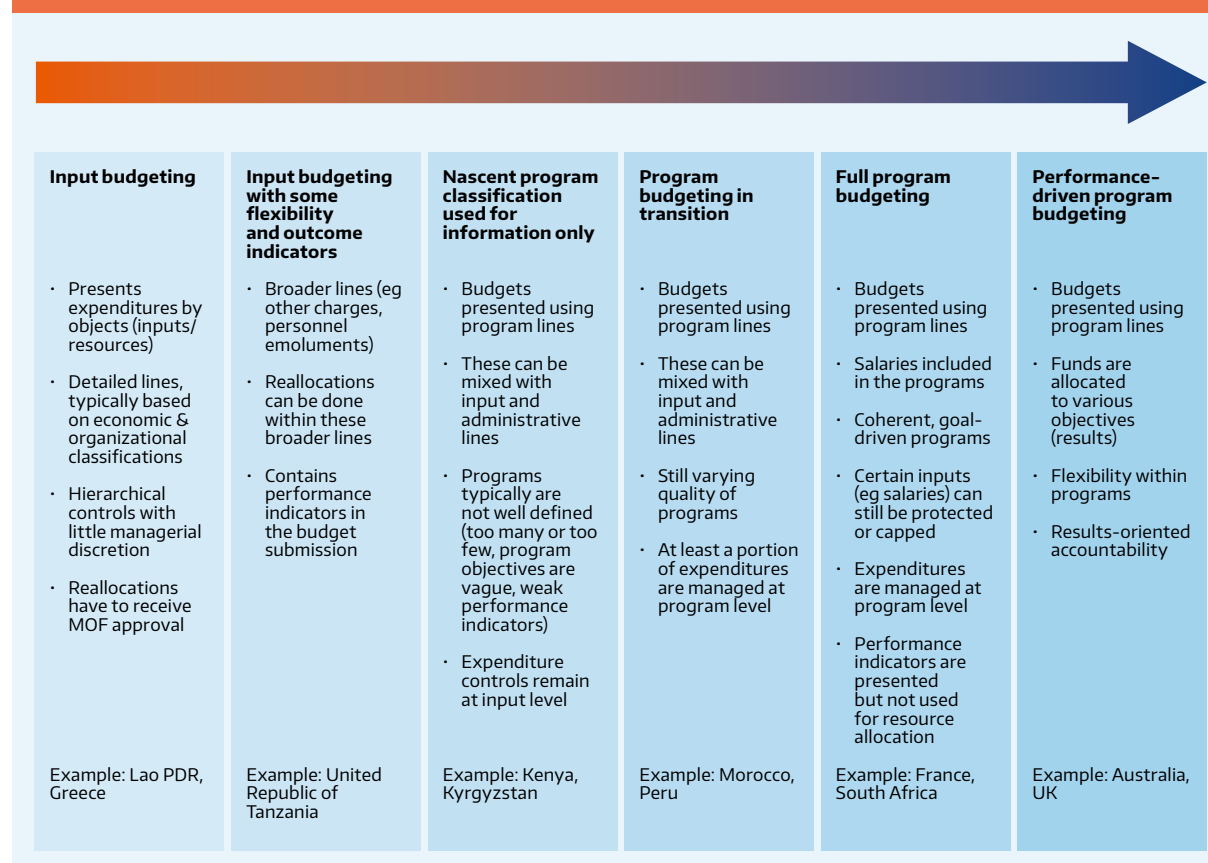 Input budgeting
· Presents
expenditures by
objects (inputs/
resources)
· Detailed lines,
typically based
on economic &
organizational
classifications
· Hierarchical
controls with
little managerial
discretion
· Reallocations
have to receive
MOF approval
Example: Lao PDR,
Greece
Input budgeting
with some
flexibility
and outcome
indicators
· Broader lines (eg
other charges,
personnel
emoluments)
· Reallocations
can be done
within these
broader lines
· Contains
performance
indicators in
the budget
submission
Example: United
Republic of
Tanzania
Nascent program
classification
used for
information only
· Budgets
presented using
program lines
· These can be
mixed with
input and
administrative
lines
· Programs
typically are
not well defined
(too many or too
few, program
objectives are
vague, weak
performance
indicators)
· Expenditure
controls remain
at input level
Example: Kenya,
Kyrgyzstan
Program
budgeting in
transition
· Budgets
presented using
program lines
· These can be
mixed with
input and
administrative
lines
· Still varying
quality of
programs
· At least a portion
of expenditures
are managed at
program level
Example: Morocco,
Peru
Full program
budgeting
· Budgets
presented using
program lines
· Salaries included
in the programs
· Coherent, goal-
driven programs
· Certain inputs
(eg salaries) can
still be protected
or capped
· Expenditures
are managed at
program level
· Performance
indicators are
presented
but not used
for resource
allocation
Example: France,
South Africa
Performance-
driven program
budgeting
· Budgets
presented using
program lines
· Funds are
allocated
to various
objectives
(results)
· Flexibility within
programs
· Results-oriented
accountability
Example: Australia,
UK